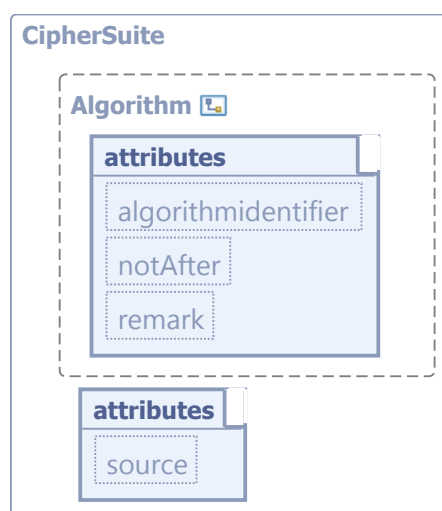 CipherSuite
Algorithm
attributes
algorithmidentifier
notAfter
remark
attributes
source